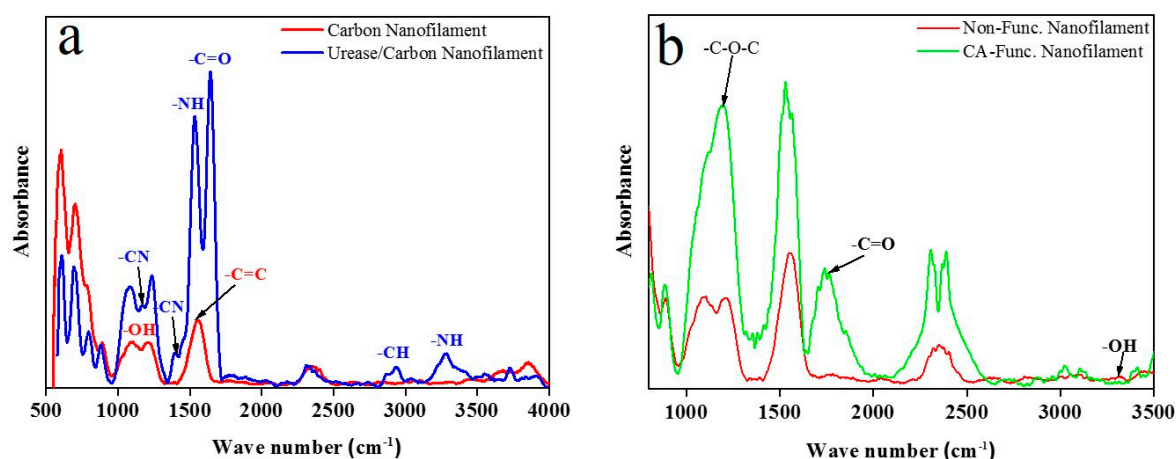 a
Carbon Nanofilament
Urease/Carbon Nanofilament
-C=O
-NH
-CN
-CN
-C=C
-OH
-CH
-NH
Absorbance
500 1000 1500 2000 2500 3000 3500 4000
Wave number (cm⁻¹)
b
Non-Func. Nanofilament
CA-Func. Nanofilament
-C-O-C
-C=O
-OH
Absorbance
1000 1500 2000 2500 3000 3500
Wave number (cm⁻¹)